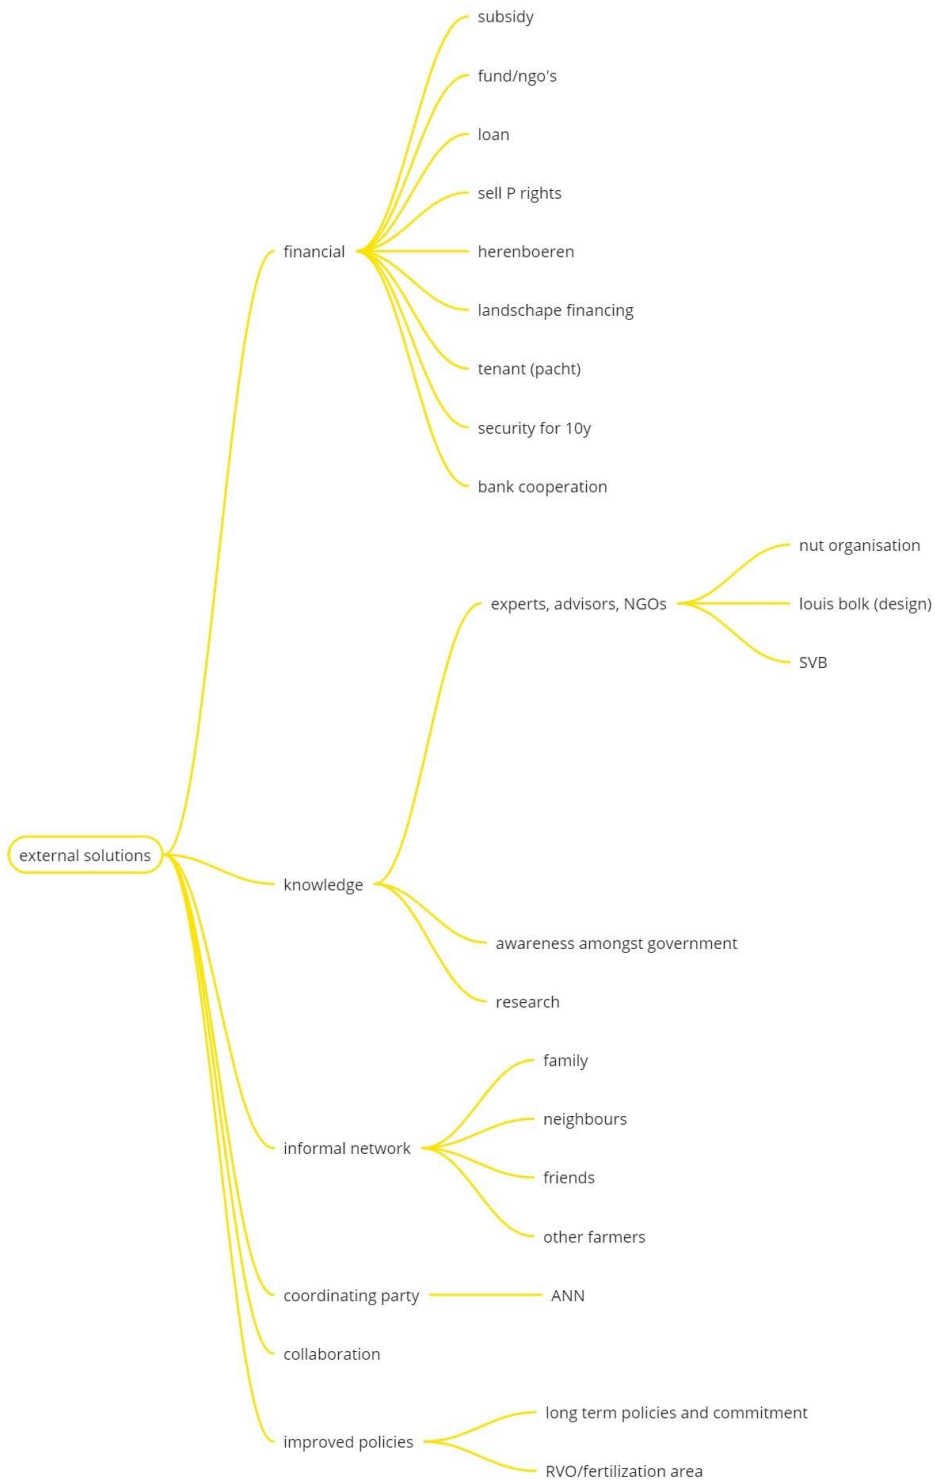 external solutions
financial
subsidy
fund/ngo's
loan
sell P rights
herenboeren
landschape financing
tenant (pacht)
security for 10y
bank cooperation
knowledge
experts, advisors, NGOs
nut organisation
louis bolk (design)
SVB
awareness amongst government
research
informal network
family
neighbours
friends
other farmers
coordinating party
ANN
collaboration
improved policies
long term policies and commitment
RVO/fertilization area